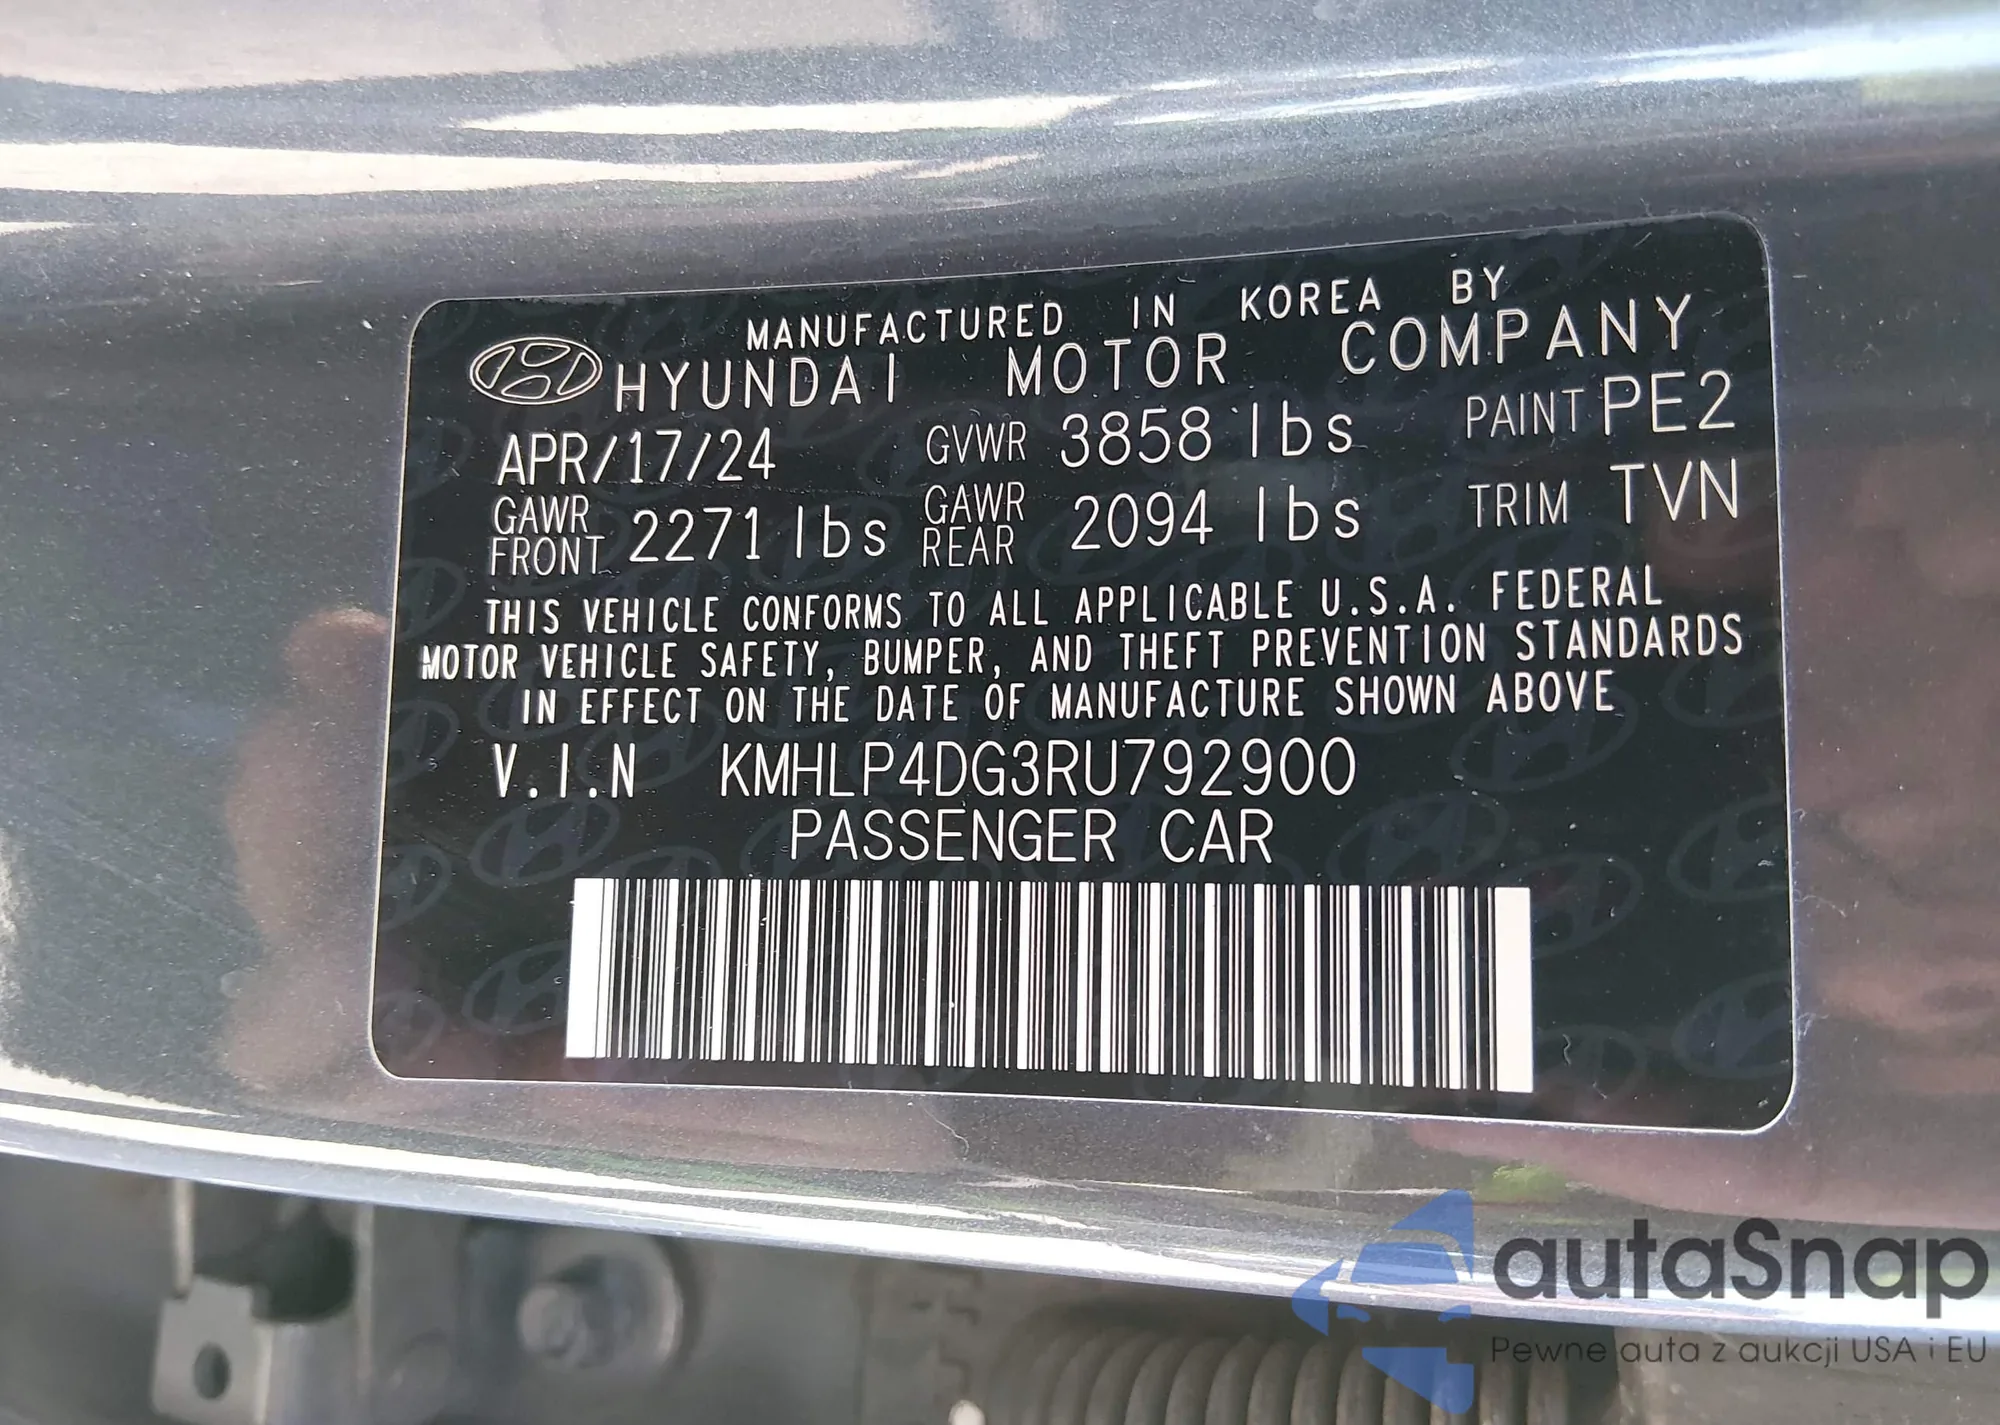 MANUFACTURED IN KOREA BY
HYUNDAI MOTOR COMPANY
APR/17/24 GVWR 3858 lbs PAINT PE2
GAWR FRONT 2271 lbs GAWR REAR 2094 lbs TRIM TVN
THIS VEHICLE CONFORMS TO ALL APPLICABLE U.S.A. FEDERAL
MOTOR VEHICLE SAFETY, BUMPER, AND THEFT PREVENTION STANDARDS
IN EFFECT ON THE DATE OF MANUFACTURE SHOWN ABOVE
V.I.N KMHLP4DG3RU792900
PASSENGER CAR
autaSnap
Pewne auta z aukcji USA i EU